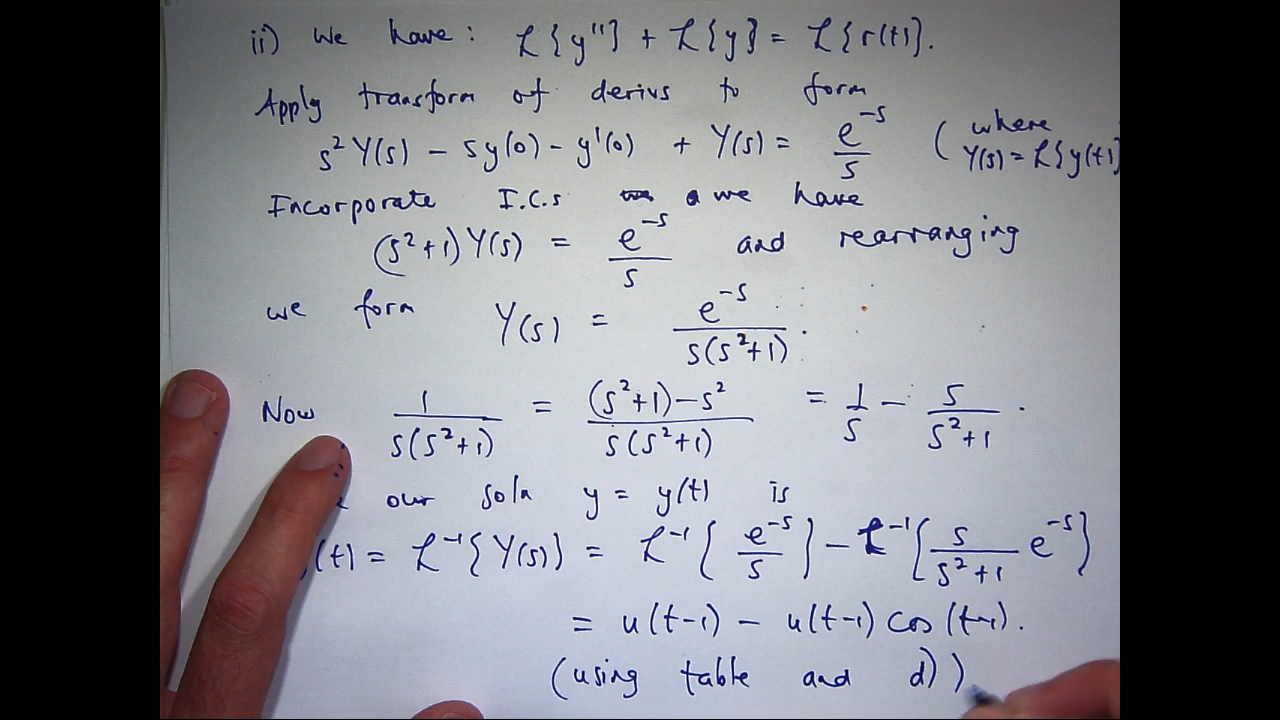 ii) We have: ℒ{y''} + ℒ{y} = ℒ{r(t)}.
Apply transform of derivs to form
s²Y(s) − sy(0) − y'(0) + Y(s) = e^{-s}/s (where Y(s) = ℒ{y(t)}
Incorporate I.C.s we have
(s²+1)Y(s) = e^{-s}/s and rearranging
we form Y(s) = e^{-s}/(s(s²+1)).
Now 1/(s(s²+1)) = ((s²+1)−s²)/(s(s²+1)) = 1/s − s/(s²+1).
our soln y = y(t) is
(t) = ℒ⁻¹{Y(s)} = ℒ⁻¹{e^{-s}/s} − ℒ⁻¹{s/(s²+1) e^{-s}}
= u(t−1) − u(t−1) cos(t−1).
(using table and d))